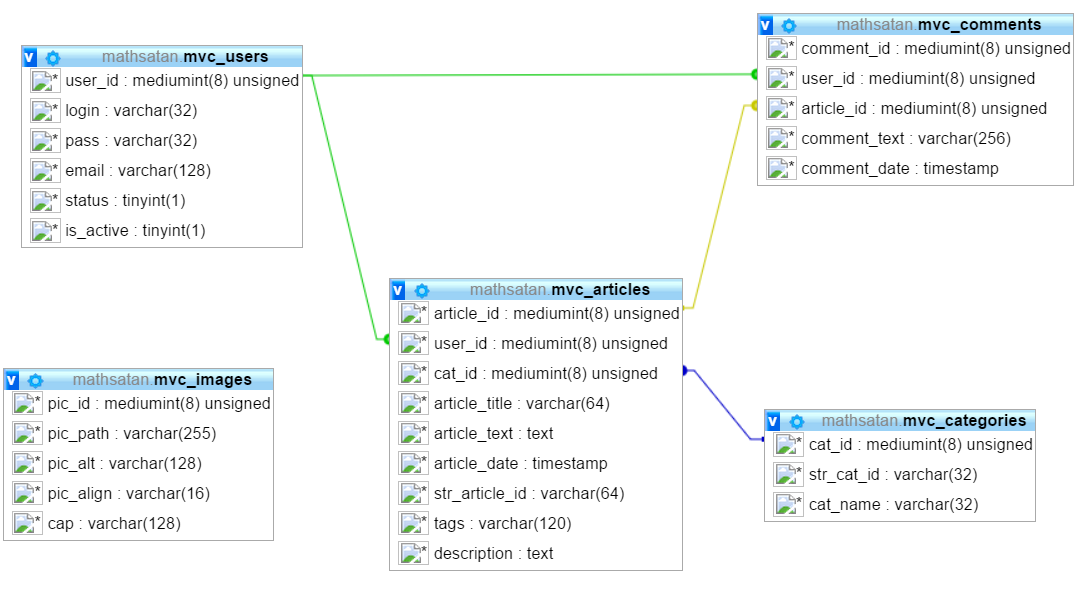 v mathsatan.mvc_users
user_id : mediumint(8) unsigned
login : varchar(32)
pass : varchar(32)
email : varchar(128)
status : tinyint(1)
is_active : tinyint(1)
v mathsatan.mvc_comments
comment_id : mediumint(8) unsigned
user_id : mediumint(8) unsigned
article_id : mediumint(8) unsigned
comment_text : varchar(256)
comment_date : timestamp
v mathsatan.mvc_articles
article_id : mediumint(8) unsigned
user_id : mediumint(8) unsigned
cat_id : mediumint(8) unsigned
article_title : varchar(64)
article_text : text
article_date : timestamp
str_article_id : varchar(64)
tags : varchar(120)
description : text
v mathsatan.mvc_images
pic_id : mediumint(8) unsigned
pic_path : varchar(255)
pic_alt : varchar(128)
pic_align : varchar(16)
cap : varchar(128)
v mathsatan.mvc_categories
cat_id : mediumint(8) unsigned
str_cat_id : varchar(32)
cat_name : varchar(32)